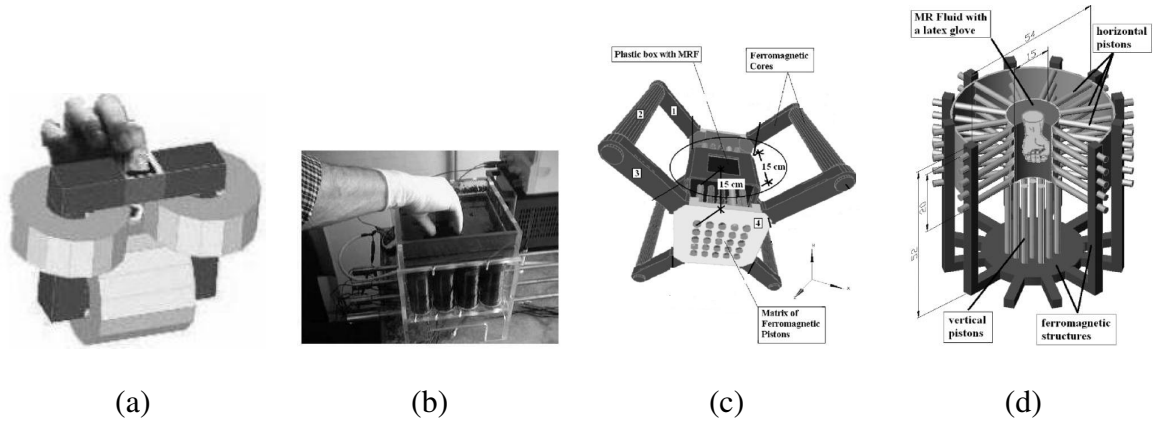 Plastic box with MRF
Ferromagnetic
Cores
1
2
3
15 cm
15 cm
4
Matrix of
Ferromagnetic
Pistons
MR Fluid with
a latex glove
horizontal
pistons
54
15
20
52
vertical
pistons
ferromagnetic
structures
(a)
(b)
(c)
(d)